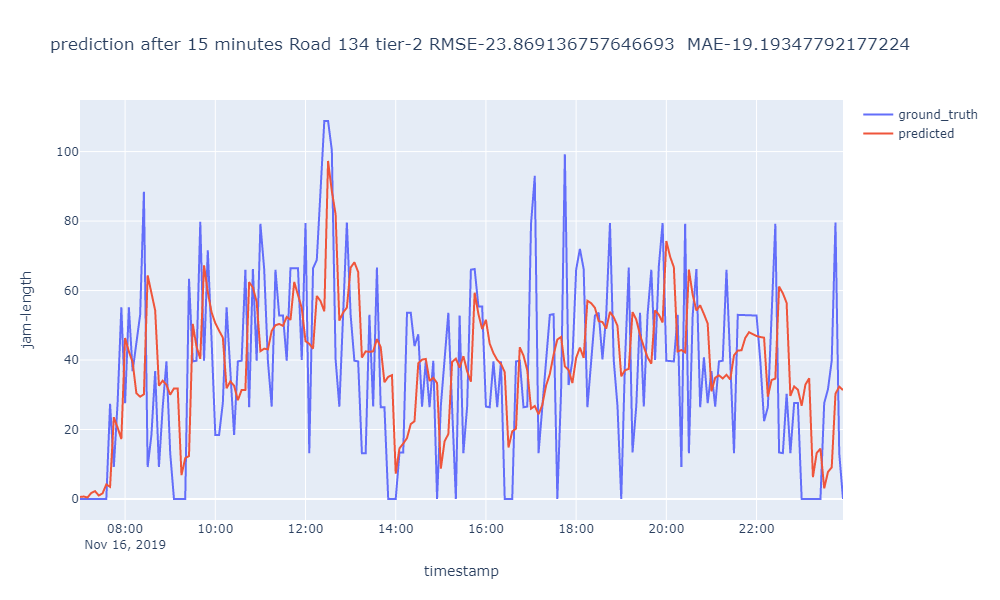 prediction after 15 minutes Road 134 tier-2 RMSE-23.869136757646693  MAE-19.19347792177224
ground_truth
predicted
jam-length
100
80
60
40
20
0
08:00 10:00 12:00 14:00 16:00 18:00 20:00 22:00
Nov 16, 2019
timestamp